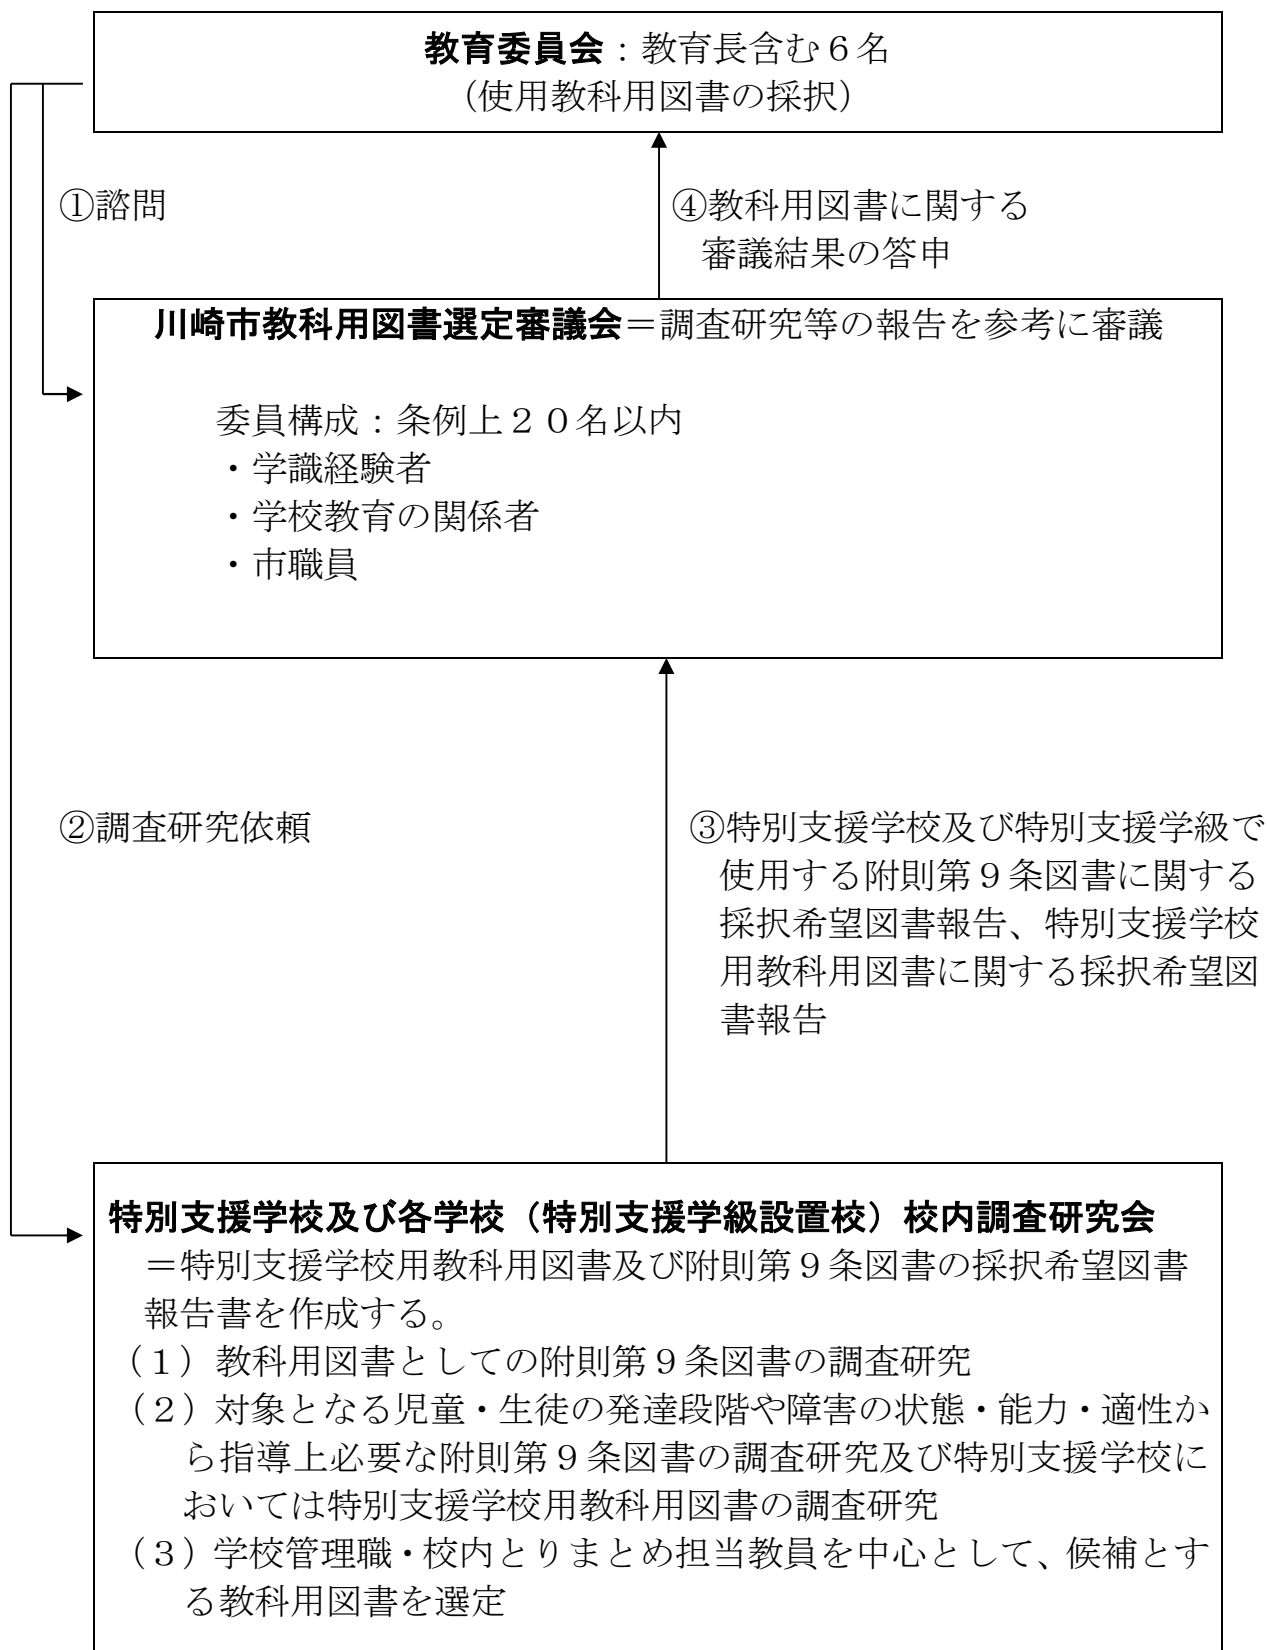 教育委員会：教育長含む６名
（使用教科用図書の採択）
①諮問
④教科用図書に関する
審議結果の答申
川崎市教科用図書選定審議会＝調査研究等の報告を参考に審議
委員構成：条例上２０名以内
・学識経験者
・学校教育の関係者
・市職員
②調査研究依頼
③特別支援学校及び特別支援学級で
使用する附則第９条図書に関する
採択希望図書報告、特別支援学校
用教科用図書に関する採択希望図
書報告
特別支援学校及び各学校（特別支援学級設置校）校内調査研究会
＝特別支援学校用教科用図書及び附則第９条図書の採択希望図書
報告書を作成する。
（１）教科用図書としての附則第９条図書の調査研究
（２）対象となる児童・生徒の発達段階や障害の状態・能力・適性か
ら指導上必要な附則第９条図書の調査研究及び特別支援学校に
おいては特別支援学校用教科用図書の調査研究
（３）学校管理職・校内とりまとめ担当教員を中心として、候補とす
る教科用図書を選定